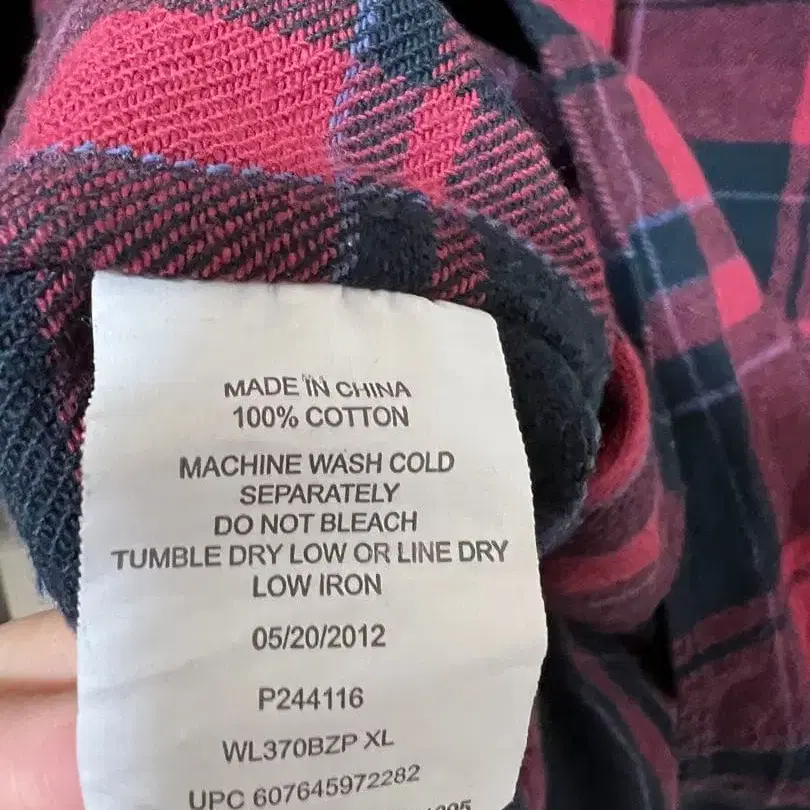 MADE IN CHINA
100% COTTON
MACHINE WASH COLD
SEPARATELY
DO NOT BLEACH
TUMBLE DRY LOW OR LINE DRY
LOW IRON
05/20/2012
P244116
WL370BZP XL
UPC 607645972282